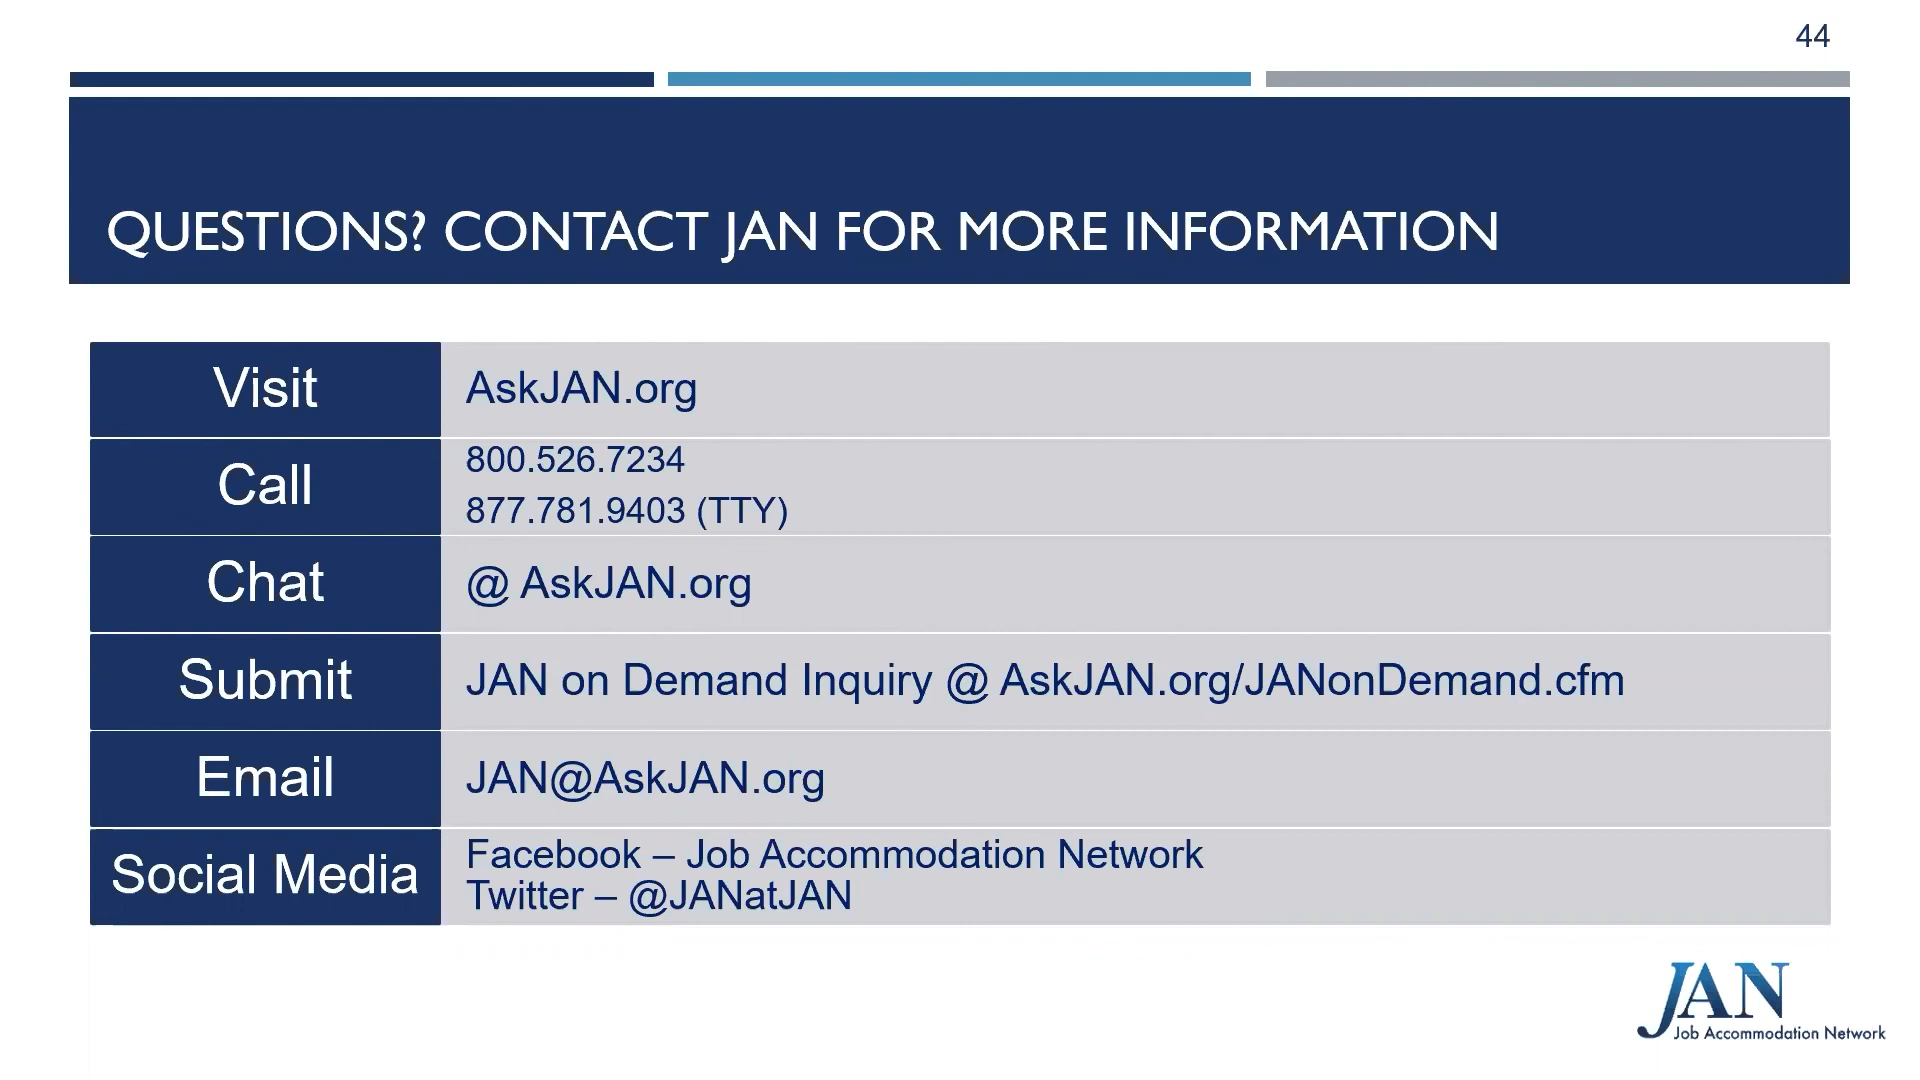 44
QUESTIONS? CONTACT JAN FOR MORE INFORMATION
Visit
AskJAN.org
Call
800.526.7234
877.781.9403 (TTY)
Chat
@ AskJAN.org
Submit
JAN on Demand Inquiry @ AskJAN.org/JANonDemand.cfm
Email
JAN@AskJAN.org
Social Media
Facebook – Job Accommodation Network
Twitter – @JANatJAN
JAN
Job Accommodation Network